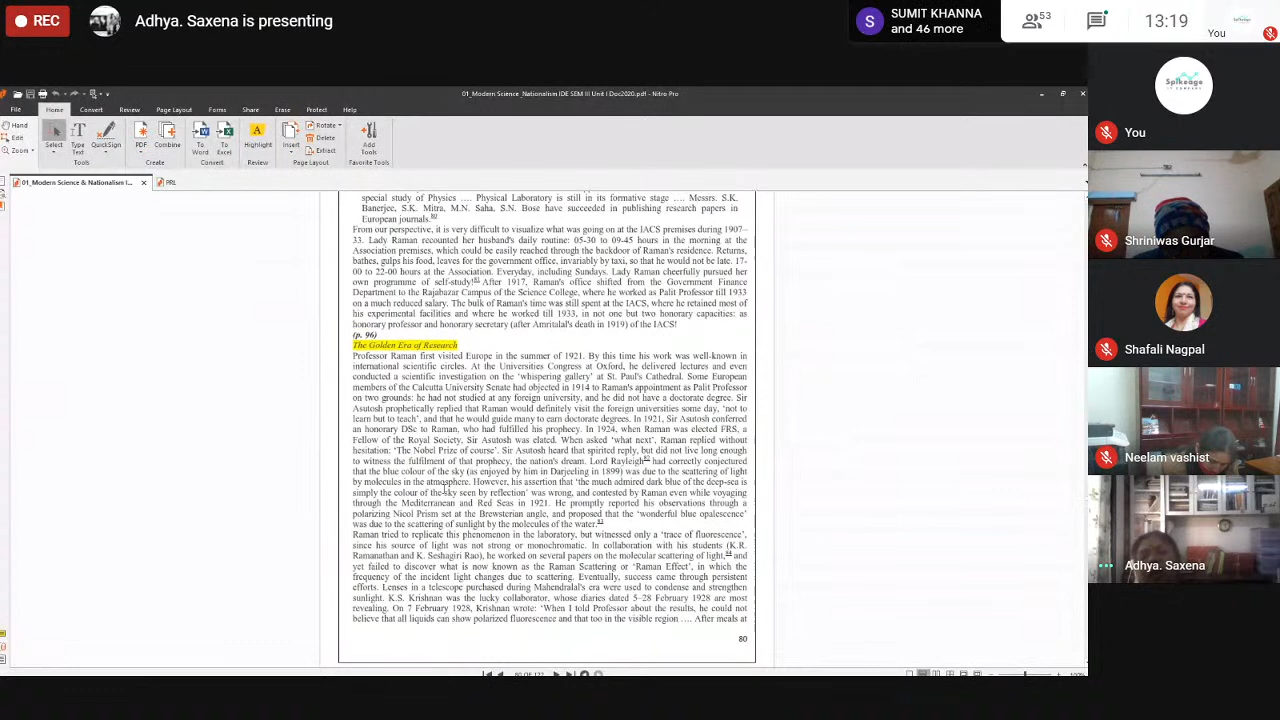 REC
Adhya. Saxena is presenting
S
SUMIT KHANNA
and 46 more
53
13:19
You
01_Modern Science _Nationalism IDE SEM III Unit I Doc2020.pdf - Nitro Pro
File Home Convert Review Page Layout Forms Share Erase Protect Help
Hand
Edit
Zoom
Select
Type Text
QuickSign
Tools
PDF
Combine
Create
To Word
To Excel
Convert
Highlight
Review
Insert
Rotate
Delete
Extract
Page Layout
Add Tools
Favorite Tools
01_Modern Science & Nationalism I...
PRL
special study of Physics .... Physical Laboratory is still in its formative stage .... Messrs. S.K.
Banerjee, S.K. Mitra, M.N. Saha, S.N. Bose have succeeded in publishing research papers in
European journals.80
From our perspective, it is very difficult to visualize what was going on at the IACS premises during 1907–
33. Lady Raman recounted her husband's daily routine: 05-30 to 09-45 hours in the morning at the
Association premises, which could be easily reached through the backdoor of Raman's residence. Returns,
bathes, gulps his food, leaves for the government office, invariably by taxi, so that he would not be late. 17-
00 to 22-00 hours at the Association. Everyday, including Sundays. Lady Raman cheerfully pursued her
own programme of self-study!81 After 1917, Raman's office shifted from the Government Finance
Department to the Rajabazar Campus of the Science College, where he worked as Palit Professor till 1933
on a much reduced salary. The bulk of Raman's time was still spent at the IACS, where he retained most of
his experimental facilities and where he worked till 1933, in not one but two honorary capacities: as
honorary professor and honorary secretary (after Amritalal's death in 1919) of the IACS!
(p. 96)
The Golden Era of Research
Professor Raman first visited Europe in the summer of 1921. By this time his work was well-known in
international scientific circles. At the Universities Congress at Oxford, he delivered lectures and even
conducted a scientific investigation on the 'whispering gallery' at St. Paul's Cathedral. Some European
members of the Calcutta University Senate had objected in 1914 to Raman's appointment as Palit Professor
on two grounds: he had not studied at any foreign university, and he did not have a doctorate degree. Sir
Asutosh prophetically replied that Raman would definitely visit the foreign universities some day, 'not to
learn but to teach', and that he would guide many to earn doctorate degrees. In 1921, Sir Asutosh conferred
an honorary DSc to Raman, who had fulfilled his prophecy. In 1924, when Raman was elected FRS, a
Fellow of the Royal Society, Sir Asutosh was elated. When asked 'what next', Raman replied without
hesitation: 'The Nobel Prize of course'. Sir Asutosh heard that spirited reply, but did not live long enough
to witness the fulfilment of that prophecy, the nation's dream. Lord Rayleigh82 had correctly conjectured
that the blue colour of the sky (as enjoyed by him in Darjeeling in 1899) was due to the scattering of light
by molecules in the atmosphere. However, his assertion that 'the much admired dark blue of the deep-sea is
simply the colour of the sky seen by reflection' was wrong, and contested by Raman even while voyaging
through the Mediterranean and Red Seas in 1921. He promptly reported his observations through a
polarizing Nicol Prism set at the Brewsterian angle, and proposed that the 'wonderful blue opalescence'
was due to the scattering of sunlight by the molecules of the water.83
Raman tried to replicate this phenomenon in the laboratory, but witnessed only a 'trace of fluorescence',
since his source of light was not strong or monochromatic. In collaboration with his students (K.R.
Ramanathan and K. Seshagiri Rao), he worked on several papers on the molecular scattering of light,84 and
yet failed to discover what is now known as the Raman Scattering or 'Raman Effect', in which the
frequency of the incident light changes due to scattering. Eventually, success came through persistent
efforts. Lenses in a telescope purchased during Mahendralal's era were used to condense and strengthen
sunlight. K.S. Krishnan was the lucky collaborator, whose diaries dated 5–28 February 1928 are most
revealing. On 7 February 1928, Krishnan wrote: 'When I told Professor about the results, he could not
believe that all liquids can show polarized fluorescence and that too in the visible region .... After meals at
80
80 OF 122
100%
Spikeage
IT COMPANY
You
Shriniwas Gurjar
Shafali Nagpal
Neelam vashist
Adhya. Saxena